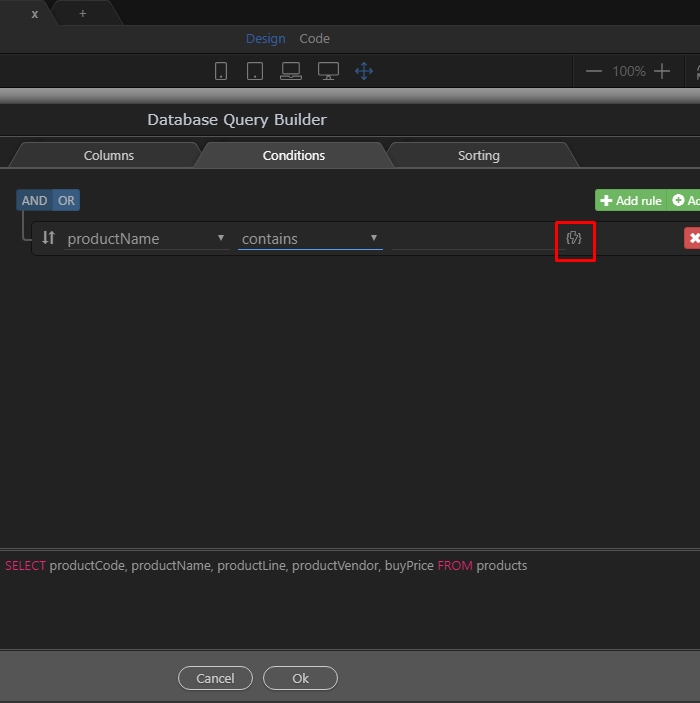 x +
Design Code
100%
Database Query Builder
Columns Conditions Sorting
AND OR + Add rule
productName contains
SELECT productCode, productName, productLine, productVendor, buyPrice FROM products
Cancel Ok